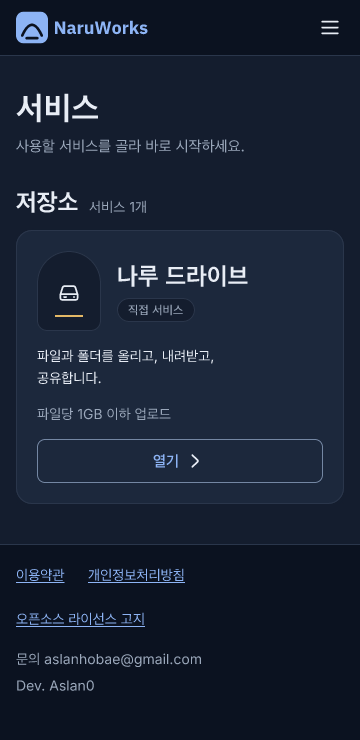 NaruWorks
서비스
사용할 서비스를 골라 바로 시작하세요.
저장소 서비스 1개
나루 드라이브
직접 서비스
파일과 폴더를 올리고, 내려받고,
공유합니다.
파일당 1GB 이하 업로드
열기
이용약관 개인정보처리방침
오픈소스 라이선스 고지
문의 aslanhobae@gmail.com
Dev. Aslan0